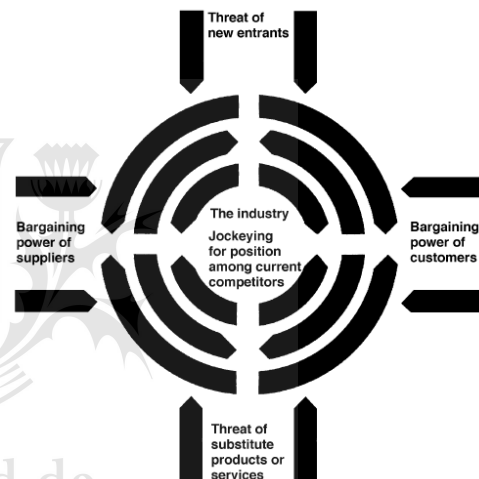 Threat of
new entrants
Bargaining
power of
suppliers
The industry
Jockeying
for position
among current
competitors
Bargaining
power of
customers
Threat of
substitute
products or
services